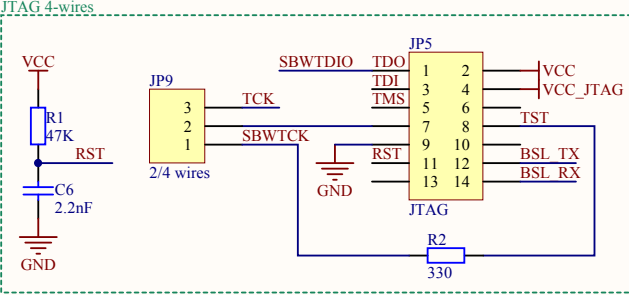 JTAG 4-wires
VCC
R1
47K
RST
C6
2.2nF
GND
JP9
3 TCK
2
1 SBWTCK
2/4 wires
JP5
SBWTDIO TDO 1 2 VCC
TDI 3 4 VCC_JTAG
TMS 5 6
7 8 TST
9 10
RST 11 12 BSL_TX
13 14 BSL_RX
GND
JTAG
R2
330